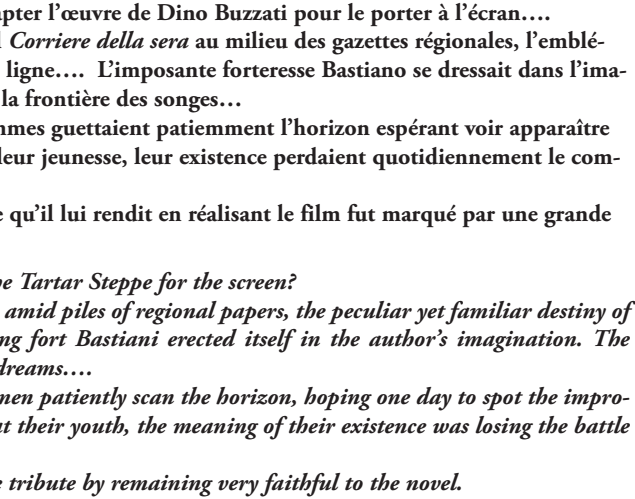 apter l’œuvre de Dino Buzzati pour le porter à l’écran….
Corriere della sera au milieu des gazettes régionales, l’emblé-
ligne…. L’imposante forteresse Bastiano se dressait dans l’ima-
la frontière des songes…
mmes guettaient patiemment l’horizon espérant voir apparaître
leur jeunesse, leur existence perdaient quotidiennement le com-
e qu’il lui rendit en réalisant le film fut marqué par une grande
e Tartar Steppe for the screen?
amid piles of regional papers, the peculiar yet familiar destiny of
ng fort Bastiani erected itself in the author’s imagination. The
dreams….
men patiently scan the horizon, hoping one day to spot the impro-
ut their youth, the meaning of their existence was losing the battle
e tribute by remaining very faithful to the novel.